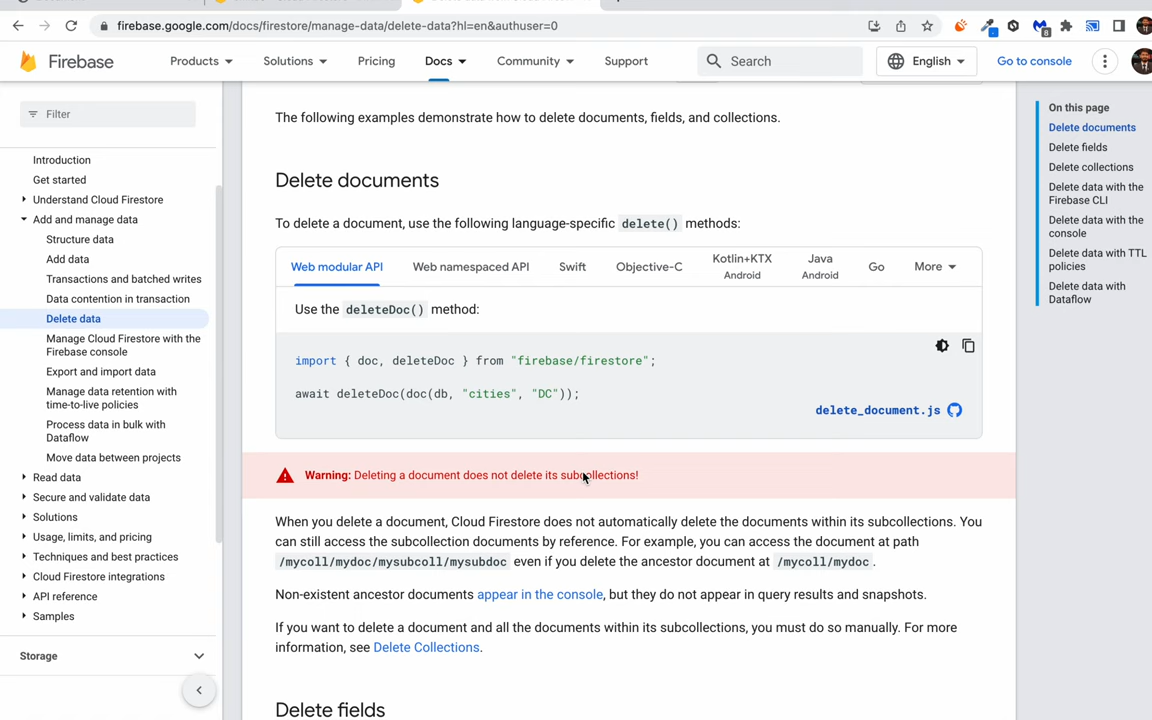 firebase.google.com/docs/firestore/manage-data/delete-data?hl=en&authuser=0
8
Firebase
Products
Solutions
Pricing
Docs
Community
Support
Search
English
Go to console
Filter
Introduction
Get started
Understand Cloud Firestore
Add and manage data
Structure data
Add data
Transactions and batched writes
Data contention in transaction
Delete data
Manage Cloud Firestore with the
Firebase console
Export and import data
Manage data retention with
time-to-live policies
Process data in bulk with
Dataflow
Move data between projects
Read data
Secure and validate data
Solutions
Usage, limits, and pricing
Techniques and best practices
Cloud Firestore integrations
API reference
Samples
Storage
The following examples demonstrate how to delete documents, fields, and collections.
Delete documents
To delete a document, use the following language-specific delete() methods:
Web modular API
Web namespaced API
Swift
Objective-C
Kotlin+KTX
Android
Java
Android
Go
More
Use the deleteDoc() method:
import { doc, deleteDoc } from "firebase/firestore";
await deleteDoc(doc(db, "cities", "DC"));
delete_document.js
Warning: Deleting a document does not delete its subcollections!
When you delete a document, Cloud Firestore does not automatically delete the documents within its subcollections. You
can still access the subcollection documents by reference. For example, you can access the document at path
/mycoll/mydoc/mysubcoll/mysubdoc even if you delete the ancestor document at /mycoll/mydoc.
Non-existent ancestor documents appear in the console, but they do not appear in query results and snapshots.
If you want to delete a document and all the documents within its subcollections, you must do so manually. For more
information, see Delete Collections.
Delete fields
On this page
Delete documents
Delete fields
Delete collections
Delete data with the
Firebase CLI
Delete data with the
console
Delete data with TTL
policies
Delete data with
Dataflow